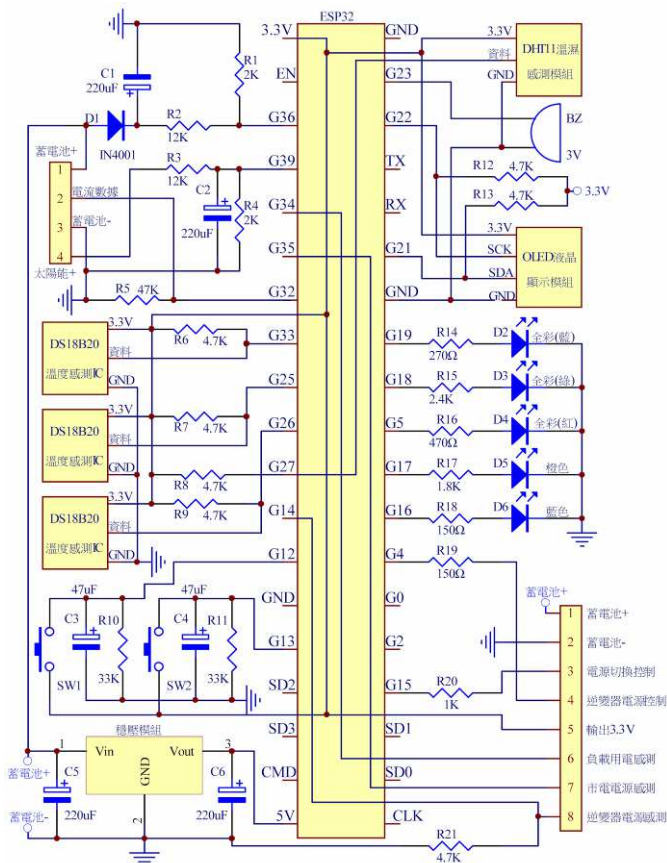 ESP32
3.3V
EN
G36
G39
G34
G35
G32
G33
G25
G26
G27
G14
G12
GND
G13
SD2
SD3
CMD
5V
GND
G23
G22
TX
RX
G21
GND
G19
G18
G5
G17
G16
G4
G0
G2
G15
SD1
SD0
CLK
C1
220uF
R1
2K
D1
IN4001
R2
12K
R3
12K
C2
220uF
R4
2K
蓄電池+
1
電流數據
2
蓄電池-
3
4
太陽能+
R5
47K
DS18B20
溫度感測IC
3.3V
資料
GND
R6
4.7K
DS18B20
溫度感測IC
3.3V
資料
GND
R7
4.7K
R8
4.7K
DS18B20
溫度感測IC
3.3V
資料
GND
R9
4.7K
47uF
C3
R10
33K
SW1
47uF
C4
R11
33K
SW2
穩壓模組
1
Vin
Vout
3
GND
2
蓄電池+
C5
220uF
蓄電池-
C6
220uF
R21
4.7K
3.3V
資料
GND
DHT11溫濕
感測模組
BZ
3V
R12
4.7K
R13
4.7K
3.3V
3.3V
SCK
SDA
GND
OLED液晶
顯示模組
R14
270Ω
D2
全彩(藍)
R15
2.4K
D3
全彩(綠)
R16
470Ω
D4
全彩(紅)
R17
1.8K
D5
橙色
R18
150Ω
D6
藍色
R19
150Ω
R20
1K
蓄電池+
1 蓄電池+
2 蓄電池-
3 電源切換控制
4 逆變器電源控制
5 輸出3.3V
6 負載用電感測
7 市電電源感測
8 逆變器電源感測